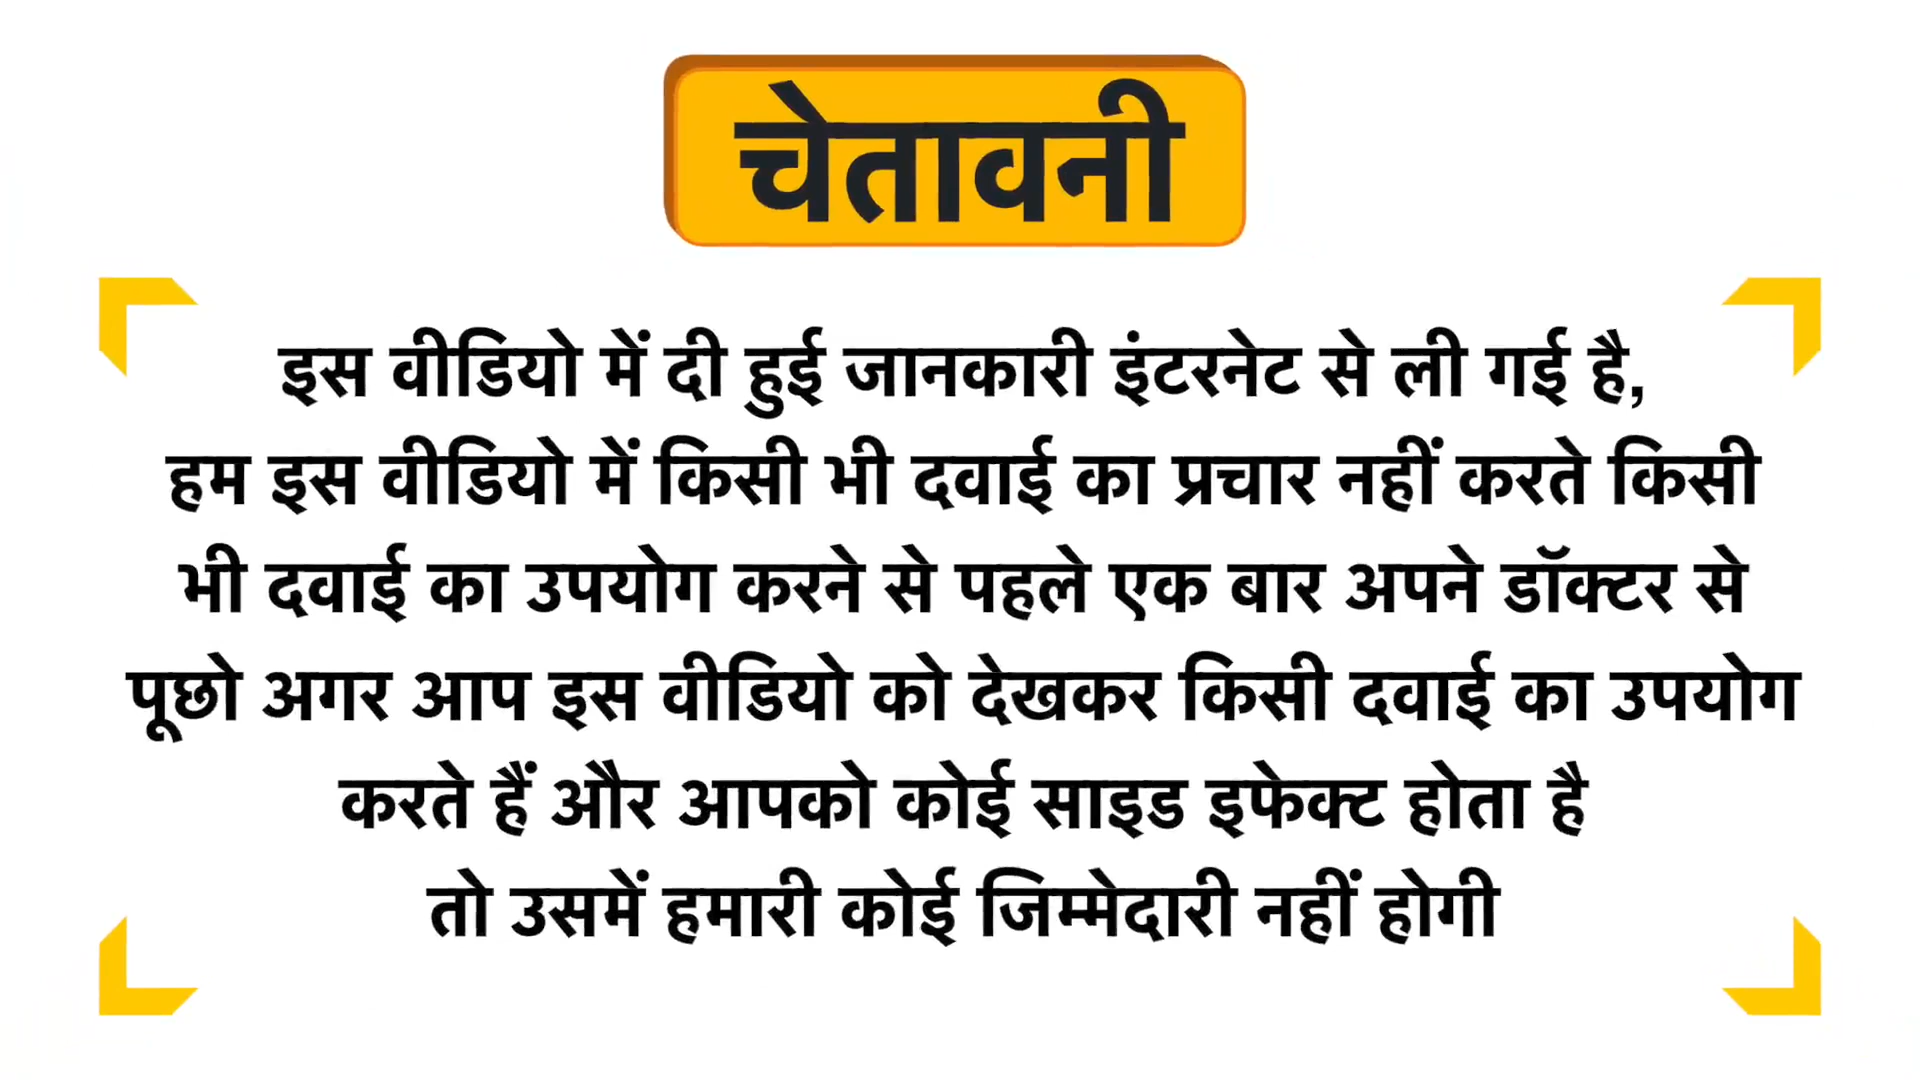 चेतावनी
इस वीडियो में दी हुई जानकारी इंटरनेट से ली गई है,
हम इस वीडियो में किसी भी दवाई का प्रचार नहीं करते किसी
भी दवाई का उपयोग करने से पहले एक बार अपने डॉक्टर से
पूछो अगर आप इस वीडियो को देखकर किसी दवाई का उपयोग
करते हैं और आपको कोई साइड इफेक्ट होता है
तो उसमें हमारी कोई जिम्मेदारी नहीं होगी